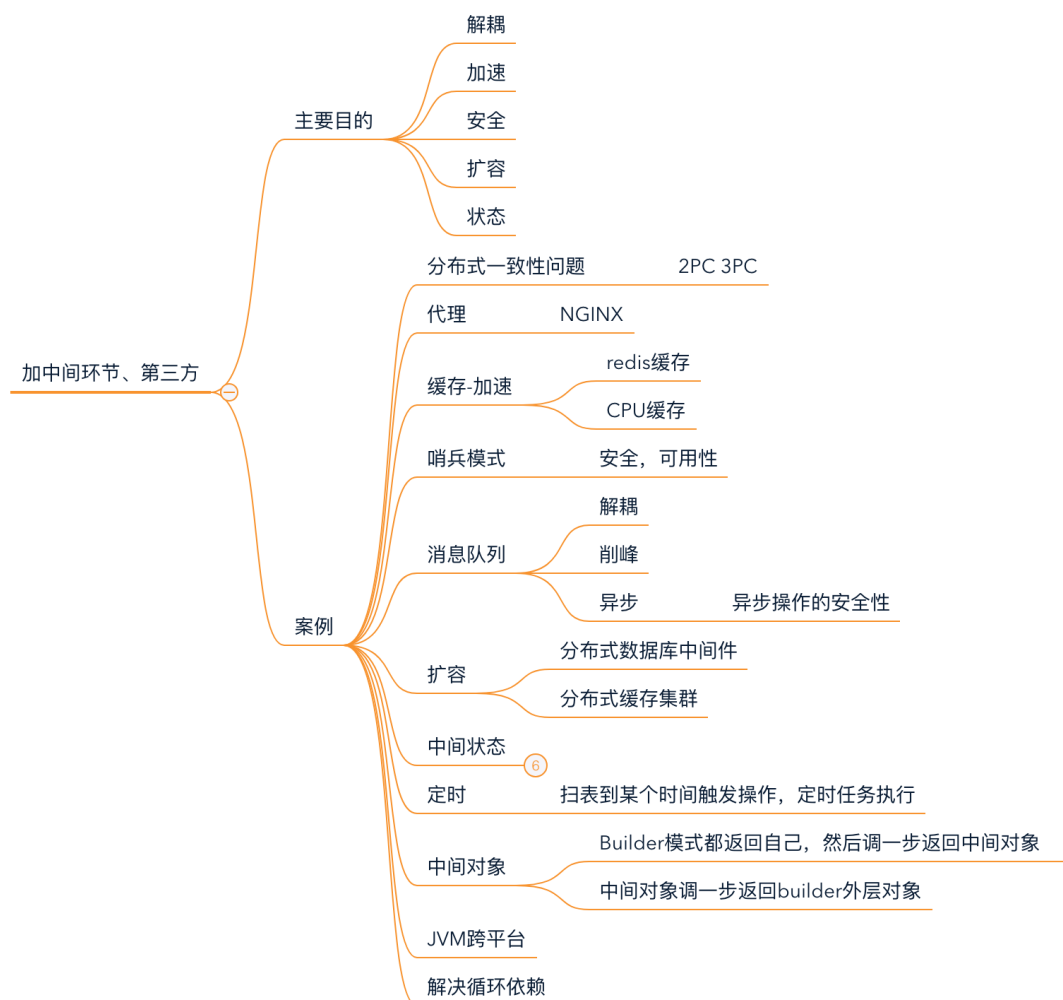 解耦
加速
主要目的
安全
扩容
状态
加中间环节、第三方
案例
分布式一致性问题 2PC 3PC
代理 NGINX
缓存-加速
redis缓存
CPU缓存
哨兵模式 安全，可用性
消息队列
解耦
削峰
异步 异步操作的安全性
扩容
分布式数据库中间件
分布式缓存集群
中间状态 6
定时 扫表到某个时间触发操作，定时任务执行
中间对象
Builder模式都返回自己，然后调一步返回中间对象
中间对象调一步返回builder外层对象
JVM跨平台
解决循环依赖